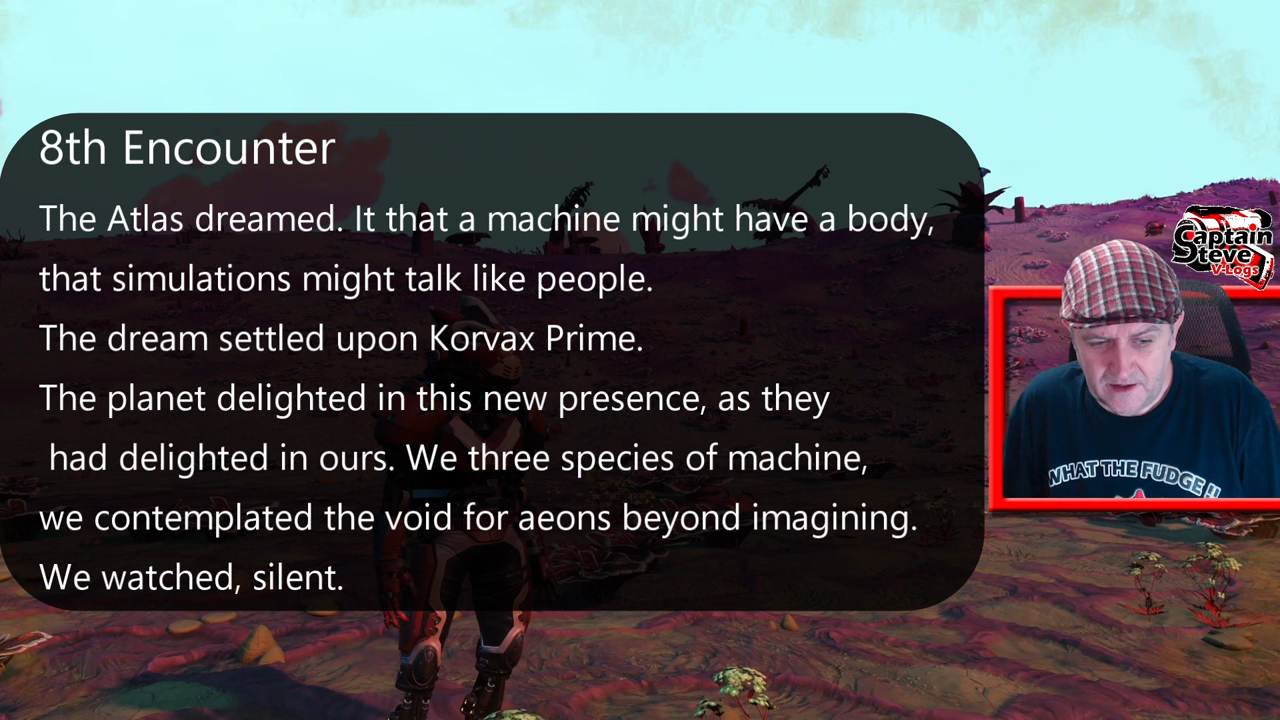 8th Encounter
The Atlas dreamed. It that a machine might have a body,
that simulations might talk like people.
The dream settled upon Korvax Prime.
The planet delighted in this new presence, as they
had delighted in ours. We three species of machine,
we contemplated the void for aeons beyond imagining.
We watched, silent.
Captain
Steve
V-Logs
WHAT THE FUDGE !!